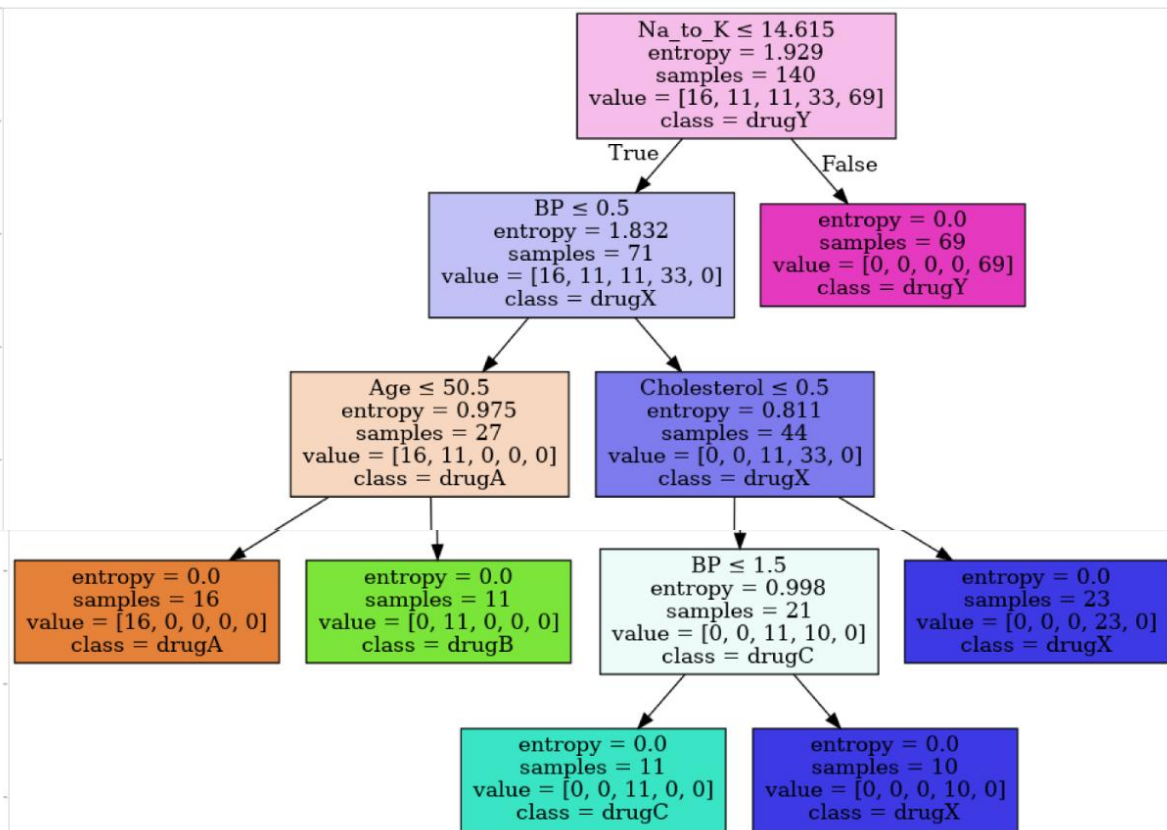 Na_to_K ≤ 14.615
entropy = 1.929
samples = 140
value = [16, 11, 11, 33, 69]
class = drugY
True
False
BP ≤ 0.5
entropy = 1.832
samples = 71
value = [16, 11, 11, 33, 0]
class = drugX
entropy = 0.0
samples = 69
value = [0, 0, 0, 0, 69]
class = drugY
Age ≤ 50.5
entropy = 0.975
samples = 27
value = [16, 11, 0, 0, 0]
class = drugA
Cholesterol ≤ 0.5
entropy = 0.811
samples = 44
value = [0, 0, 11, 33, 0]
class = drugX
entropy = 0.0
samples = 16
value = [16, 0, 0, 0, 0]
class = drugA
entropy = 0.0
samples = 11
value = [0, 11, 0, 0, 0]
class = drugB
BP ≤ 1.5
entropy = 0.998
samples = 21
value = [0, 0, 11, 10, 0]
class = drugC
entropy = 0.0
samples = 23
value = [0, 0, 0, 23, 0]
class = drugX
entropy = 0.0
samples = 11
value = [0, 0, 11, 0, 0]
class = drugC
entropy = 0.0
samples = 10
value = [0, 0, 0, 10, 0]
class = drugX